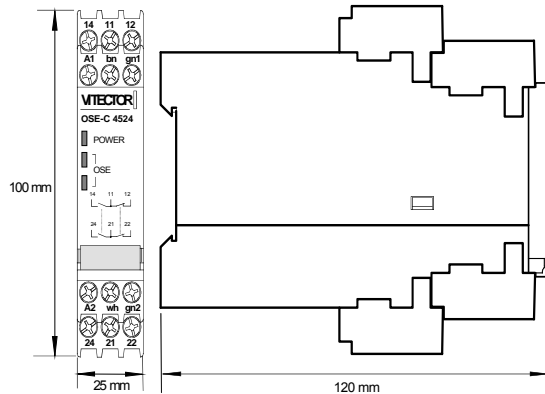 14 11 12
A1 bn gn1
VITECTOR
OSE-C 4524
POWER
OSE
14 11 12
24 21 22
100 mm
A2 wh gn2
24 21 22
25 mm
120 mm